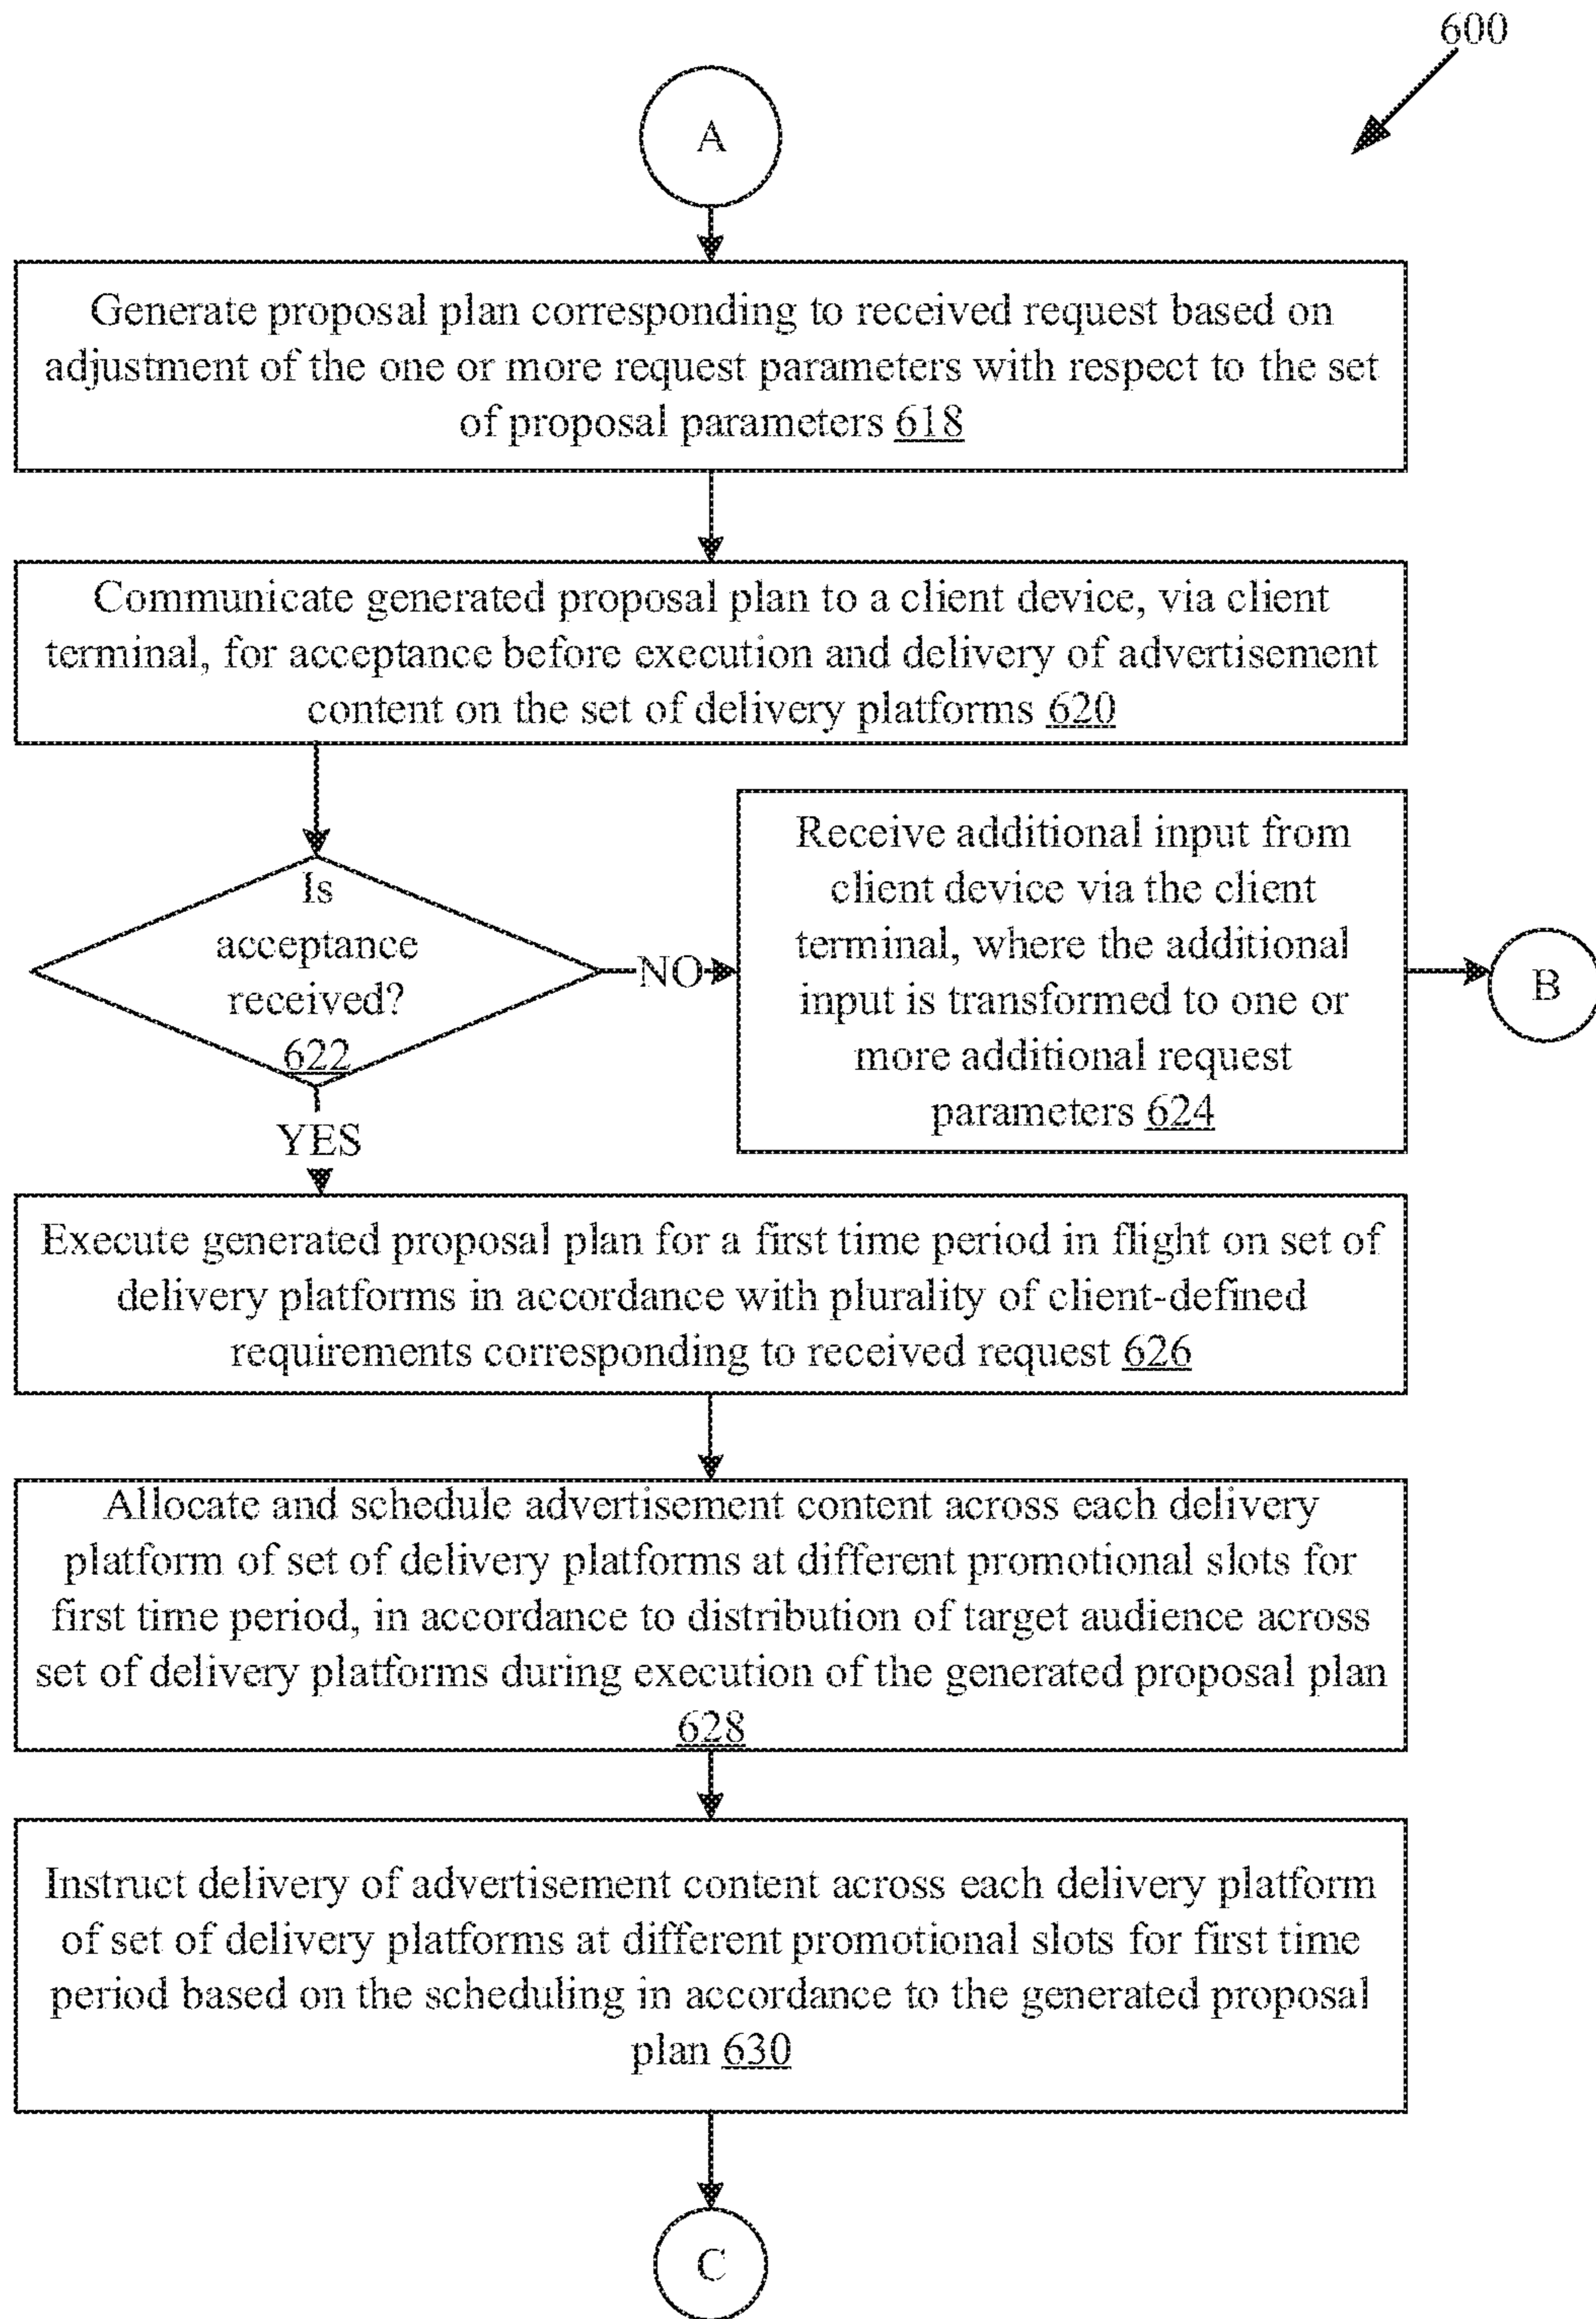 600
A
Generate proposal plan corresponding to received request based on
adjustment of the one or more request parameters with respect to the set
of proposal parameters 618
Communicate generated proposal plan to a client device, via client
terminal, for acceptance before execution and delivery of advertisement
content on the set of delivery platforms 620
Is
acceptance
received?
622
NO
Receive additional input from
client device via the client
terminal, where the additional
input is transformed to one or
more additional request
parameters 624
B
YES
Execute generated proposal plan for a first time period in flight on set of
delivery platforms in accordance with plurality of client-defined
requirements corresponding to received request 626
Allocate and schedule advertisement content across each delivery
platform of set of delivery platforms at different promotional slots for
first time period, in accordance to distribution of target audience across
set of delivery platforms during execution of the generated proposal plan
628
Instruct delivery of advertisement content across each delivery platform
of set of delivery platforms at different promotional slots for first time
period based on the scheduling in accordance to the generated proposal
plan 630
C